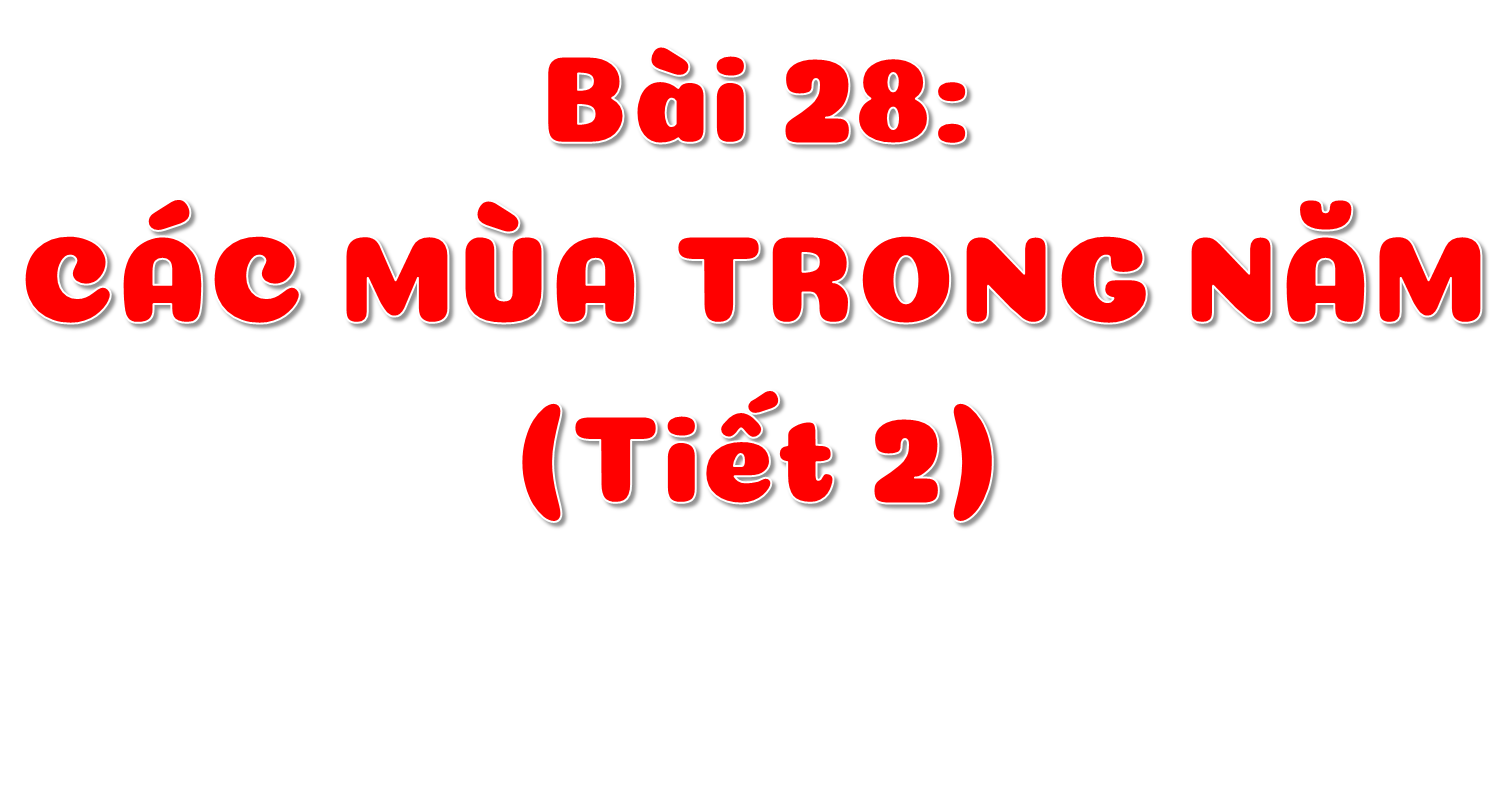 Bài 28:
CÁC MÙA TRONG NĂM
(Tiết 2)